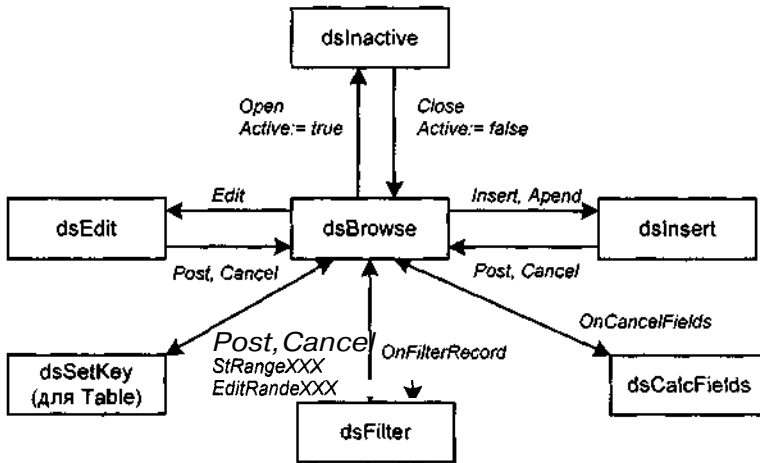 dsInactive
Open
Active:= true
Close
Active:= false
Edit
Insert, Apend
dsEdit
dsBrowse
dsInsert
Post, Cancel
Post, Cancel
Post,Cancel
StRangeXXX
EditRandeXXX
OnFilterRecord
OnCancelFields
dsSetKey
(для Table)
dsFilter
dsCalcFields